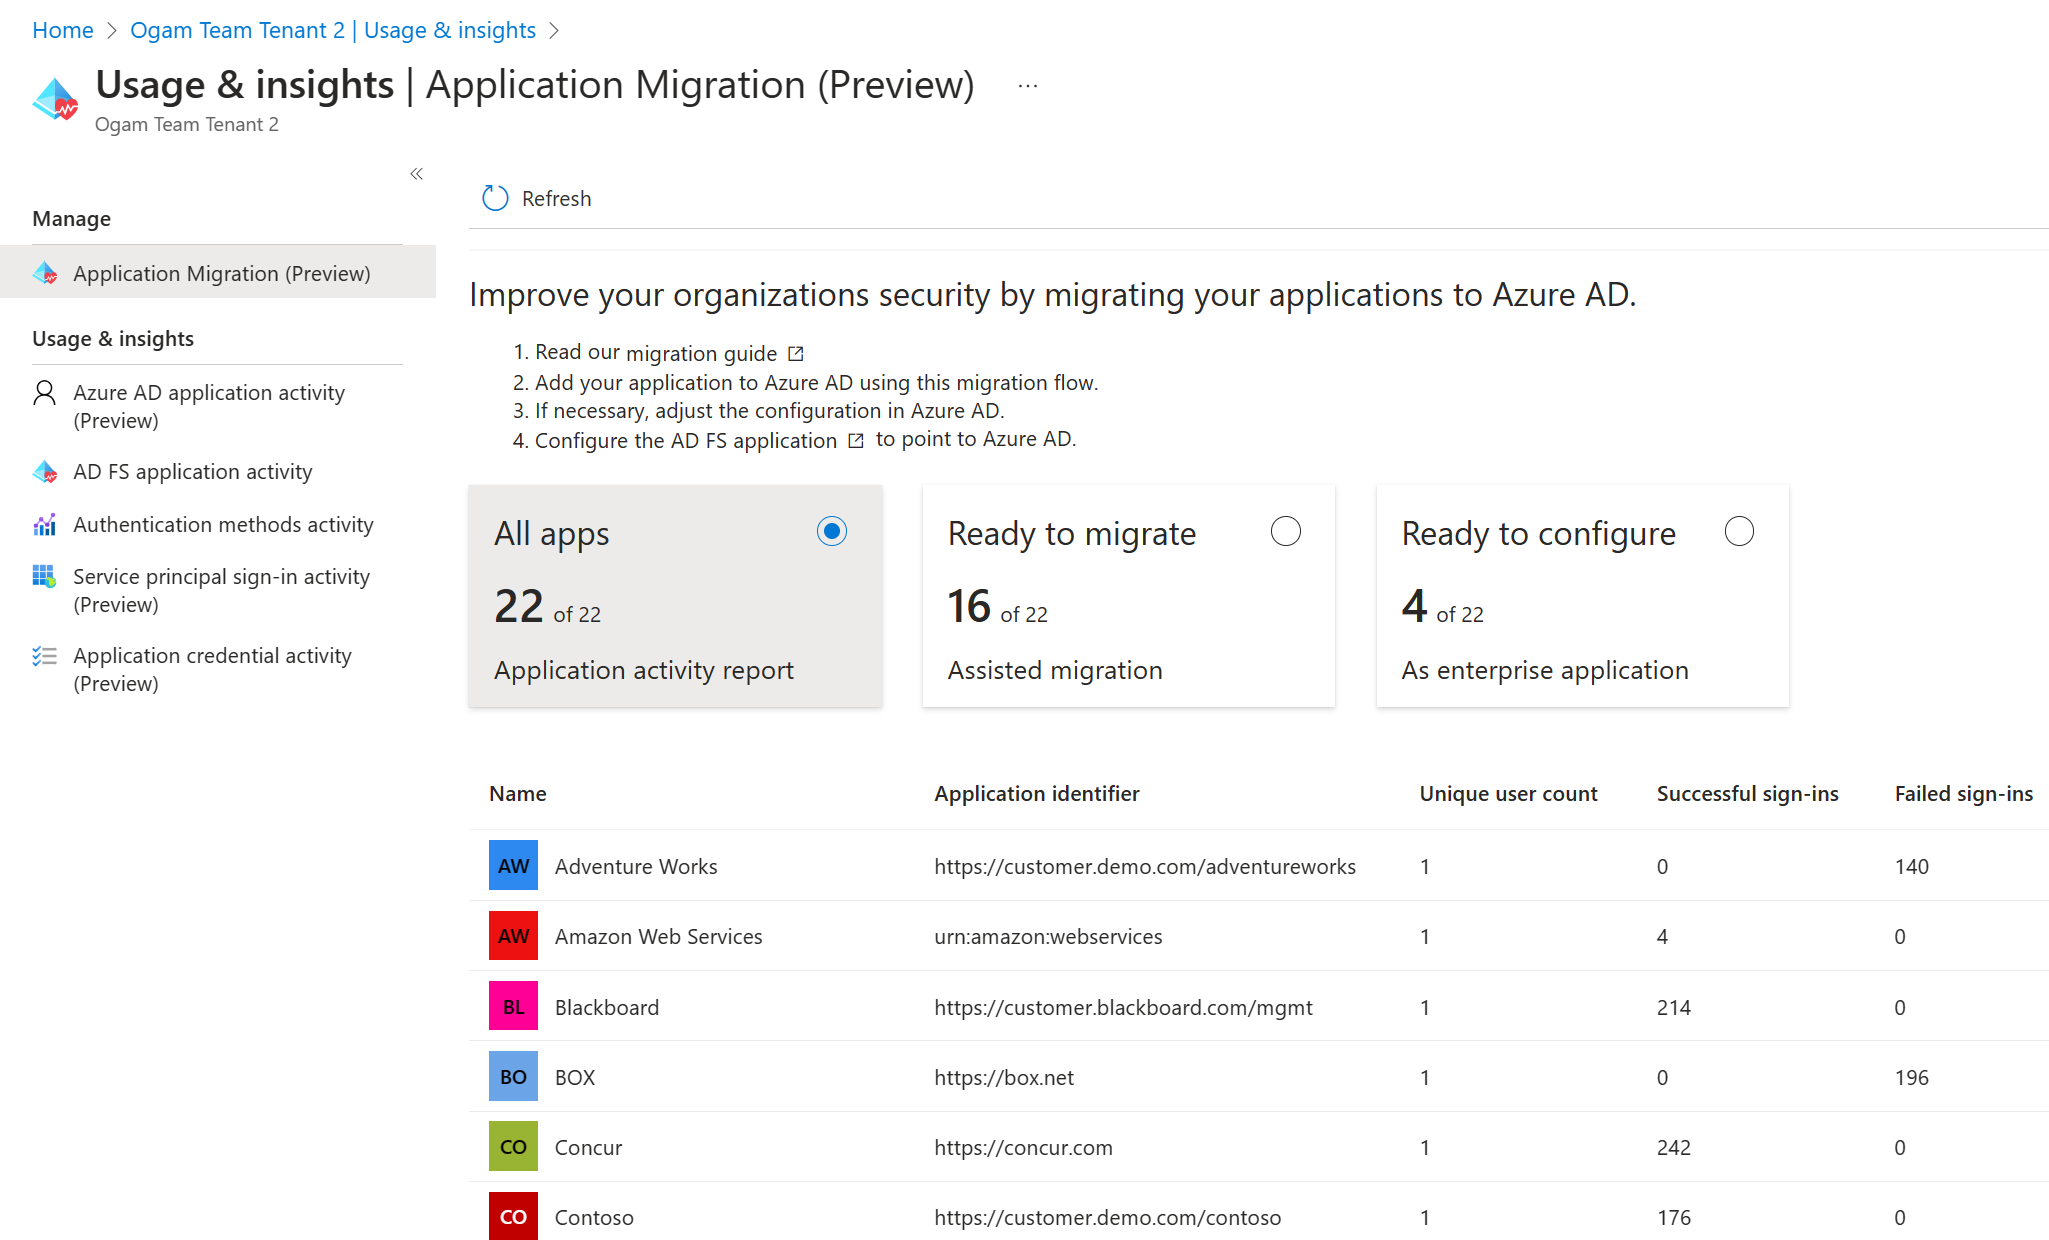 Home > Ogam Team Tenant 2 | Usage & insights >
Usage & insights | Application Migration (Preview) ...
Ogam Team Tenant 2
«
Manage
Application Migration (Preview)
Usage & insights
Azure AD application activity
(Preview)
AD FS application activity
Authentication methods activity
Service principal sign-in activity
(Preview)
Application credential activity
(Preview)
Refresh
Improve your organizations security by migrating your applications to Azure AD.
1. Read our migration guide
2. Add your application to Azure AD using this migration flow.
3. If necessary, adjust the configuration in Azure AD.
4. Configure the AD FS application to point to Azure AD.
All apps
22 of 22
Application activity report
Ready to migrate
16 of 22
Assisted migration
Ready to configure
4 of 22
As enterprise application
Name Application identifier Unique user count Successful sign-ins Failed sign-ins
AW Adventure Works https://customer.demo.com/adventureworks 1 0 140
AW Amazon Web Services urn:amazon:webservices 1 4 0
BL Blackboard https://customer.blackboard.com/mgmt 1 214 0
BO BOX https://box.net 1 0 196
CO Concur https://concur.com 1 242 0
CO Contoso https://customer.demo.com/contoso 1 176 0